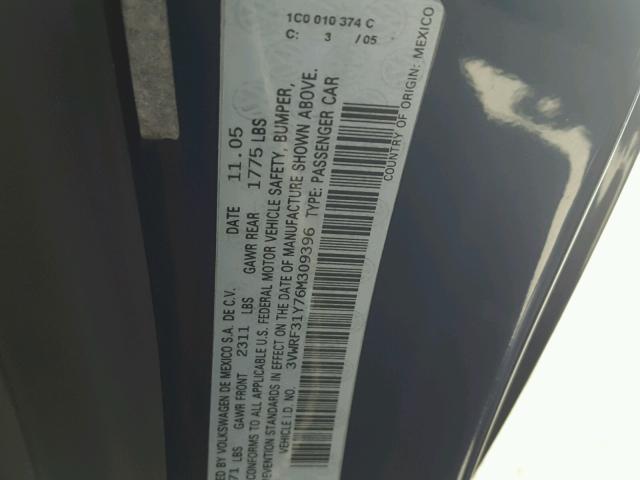 ED BY VOLKSWAGEN DE MEXICO S.A. DE C.V. DATE 11.05
71 LBS GAWR FRONT 2311 LBS GAWR REAR 1775 LBS
CONFORMS TO ALL APPLICABLE U.S. FEDERAL MOTOR VEHICLE SAFETY, BUMPER,
EVENTION STANDARDS IN EFFECT ON THE DATE OF MANUFACTURE SHOWN ABOVE.
VEHICLE I.D. NO. 3VWRF31Y76M309396 TYPE: PASSENGER CAR
COUNTRY OF ORIGIN: MEXICO
1C0 010 374 C
C: 3 /05